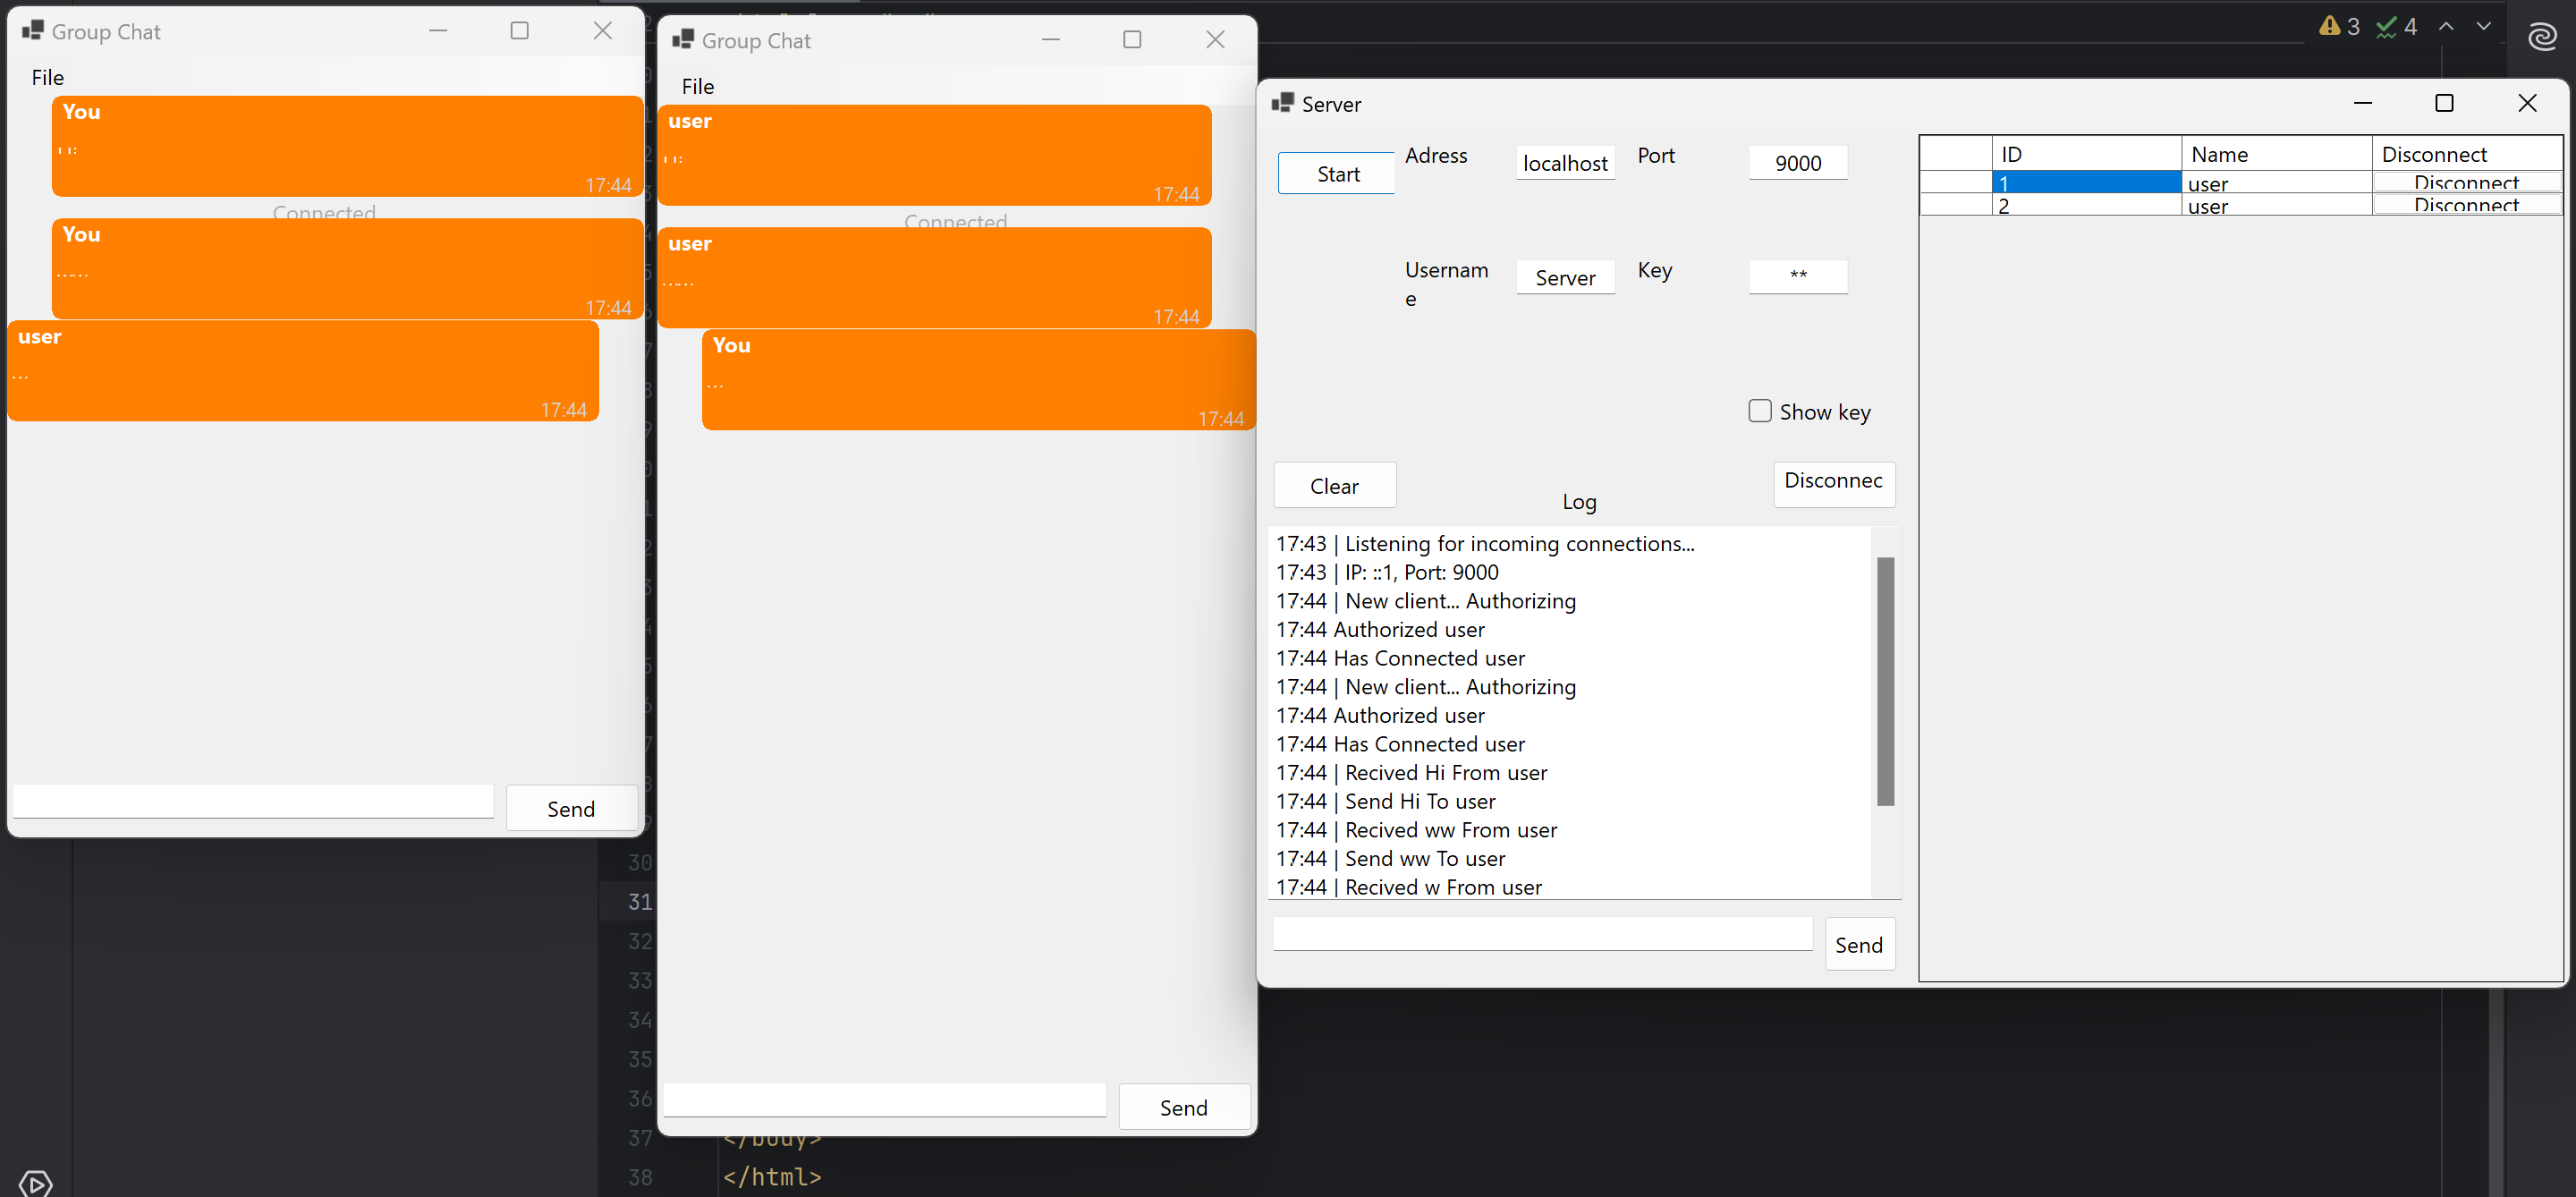 Group Chat
File
You
17:44
Connected
You
17:44
user
17:44
Send
Group Chat
File
user
17:44
Connected
user
17:44
You
17:44
Send
3 4
Server
Start
Adress
localhost
Port
9000
Usernam
e
Server
Key
**
Show key
Clear
Log
Disconnec
17:43 | Listening for incoming connections...
17:43 | IP: ::1, Port: 9000
17:44 | New client... Authorizing
17:44 Authorized user
17:44 Has Connected user
17:44 | New client... Authorizing
17:44 Authorized user
17:44 Has Connected user
17:44 | Recived Hi From user
17:44 | Send Hi To user
17:44 | Recived ww From user
17:44 | Send ww To user
17:44 | Recived w From user
Send
ID Name Disconnect
1 user Disconnect
2 user Disconnect
30
31
32
33
34
35
36
37 </body>
38 </html>